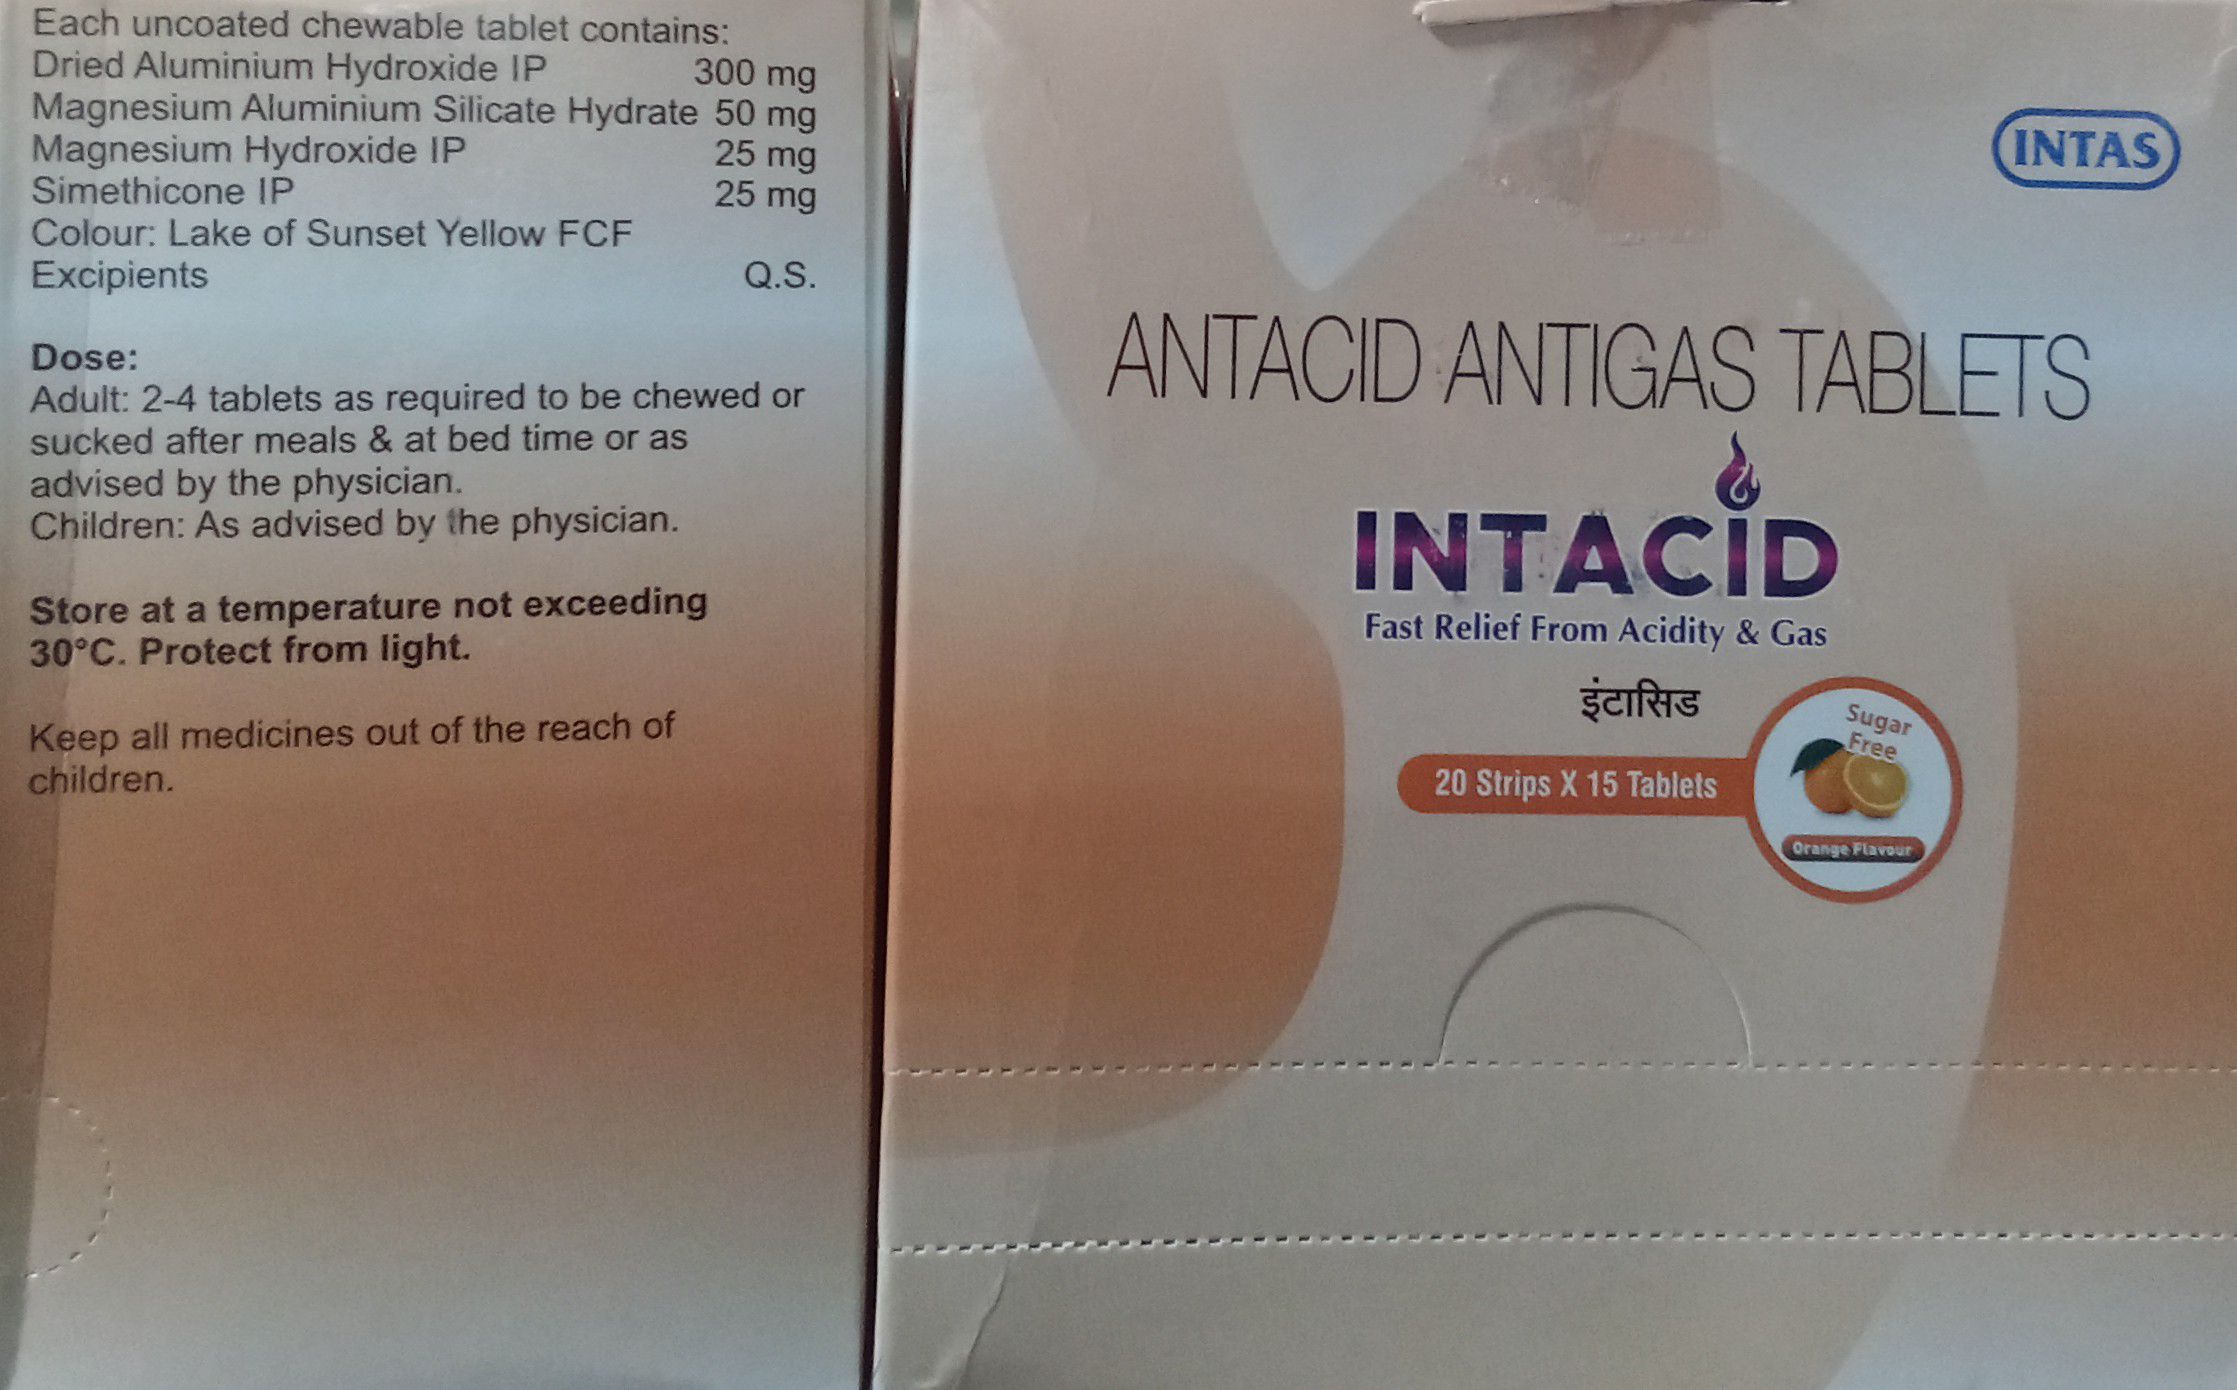 Each uncoated chewable tablet contains:
Dried Aluminium Hydroxide IP 300 mg
Magnesium Aluminium Silicate Hydrate 50 mg
Magnesium Hydroxide IP 25 mg
Simethicone IP 25 mg
Colour: Lake of Sunset Yellow FCF
Excipients Q.S.
Dose:
Adult: 2-4 tablets as required to be chewed or
sucked after meals & at bed time or as
advised by the physician.
Children: As advised by the physician.
Store at a temperature not exceeding
30°C. Protect from light.
Keep all medicines out of the reach of
children.
INTAS
ANTACID ANTIGAS TABLETS
INTACID
Fast Relief From Acidity & Gas
इंटासिड
20 Strips X 15 Tablets
Sugar
Free
Orange Flavour